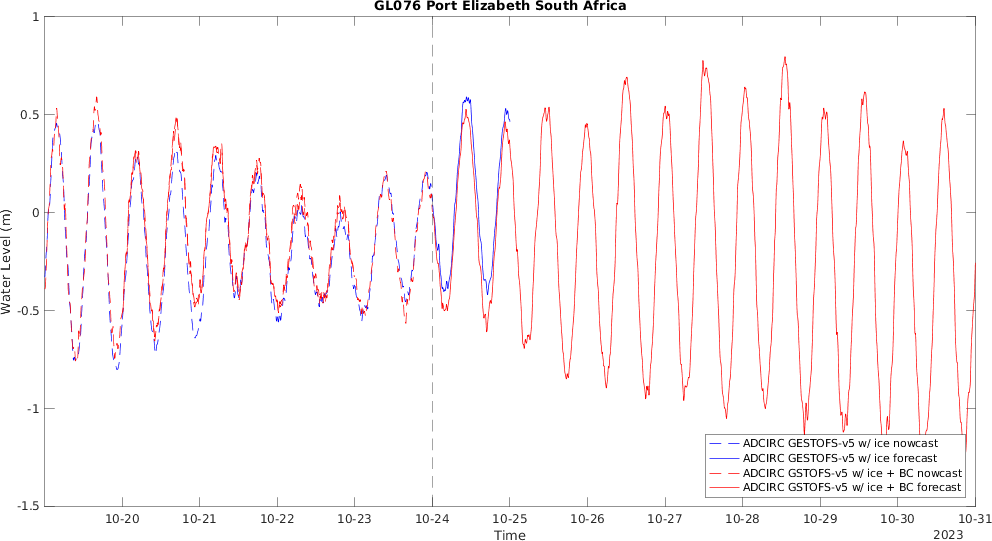 GL076 Port Elizabeth South Africa
1
0.5
0
-0.5
-1
-1.5
Water Level (m)
ADCIRC GESTOFS-v5 w/ ice nowcast
ADCIRC GESTOFS-v5 w/ ice forecast
ADCIRC GSTOFS-v5 w/ ice + BC nowcast
ADCIRC GSTOFS-v5 w/ ice + BC forecast
10-20 10-21 10-22 10-23 10-24 10-25 10-26 10-27 10-28 10-29 10-30 10-31
Time
2023